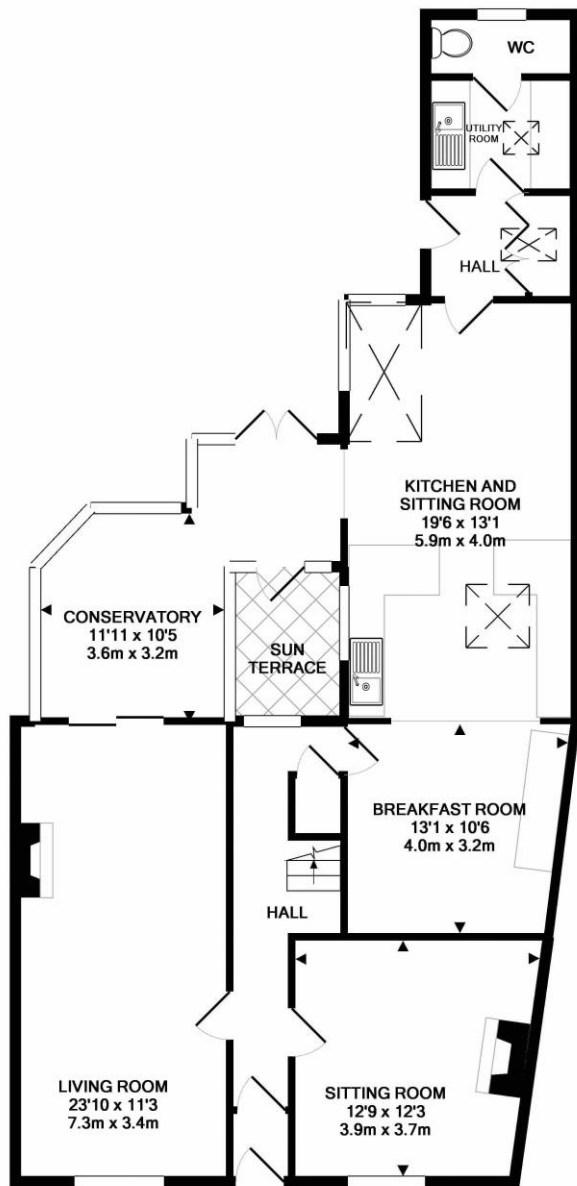 WC
UTILITY
ROOM
HALL
KITCHEN AND
SITTING ROOM
19'6 x 13'1
5.9m x 4.0m
CONSERVATORY
11'11 x 10'5
3.6m x 3.2m
SUN
TERRACE
BREAKFAST ROOM
13'1 x 10'6
4.0m x 3.2m
HALL
LIVING ROOM
23'10 x 11'3
7.3m x 3.4m
SITTING ROOM
12'9 x 12'3
3.9m x 3.7m